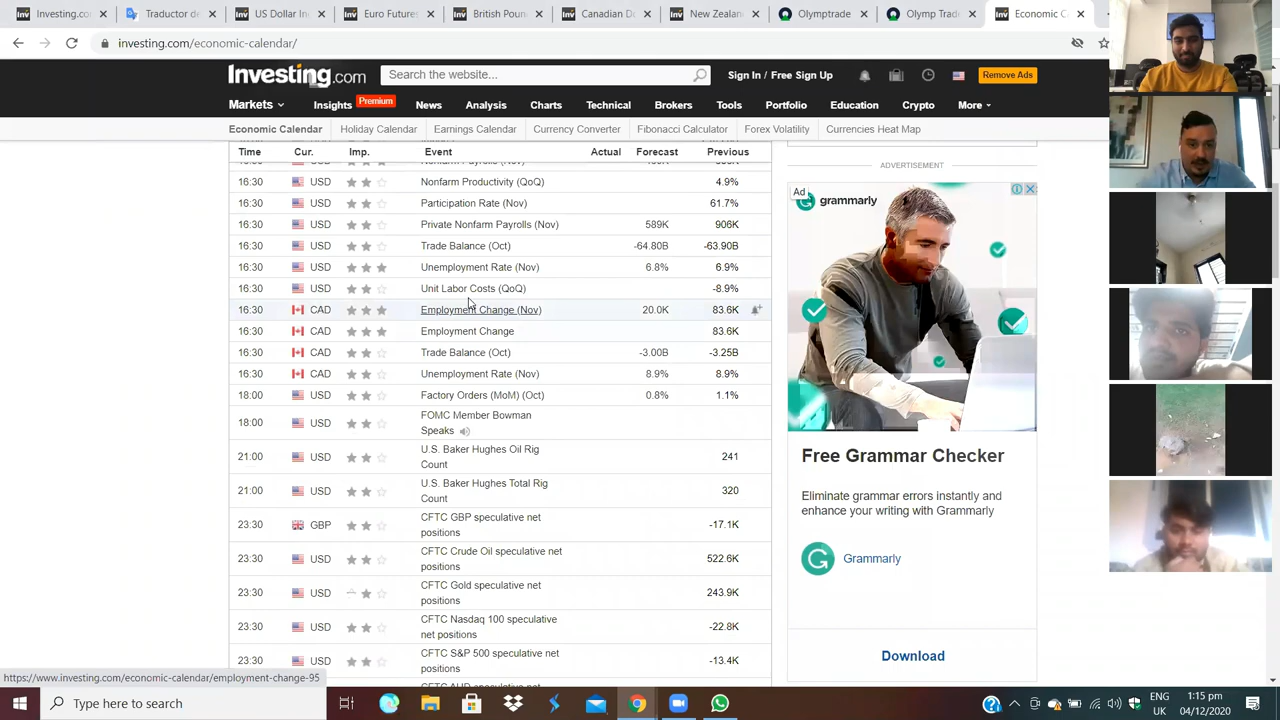 investing.com
Traductor de
US Dollar Inde
Euro Futures
British Poun
Canadian Do
New Zealand
Olymptrade
Olymp Trade
Economic Ca
investing.com/economic-calendar/
Investing.com
Search the website...
Sign In / Free Sign Up
Remove Ads
Markets
Insights
Premium
News
Analysis
Charts
Technical
Brokers
Tools
Portfolio
Education
Crypto
More
Economic Calendar
Holiday Calendar
Earnings Calendar
Currency Converter
Fibonacci Calculator
Forex Volatility
Currencies Heat Map
Time Cur. Imp. Event Actual Forecast Previous
16:30 USD Nonfarm Productivity (QoQ) 4.9%
16:30 USD Participation Rate (Nov) 61.7%
16:30 USD Private Nonfarm Payrolls (Nov) 589K 906K
16:30 USD Trade Balance (Oct) -64.80B -63.90B
16:30 USD Unemployment Rate (Nov) 6.8% 6.9%
16:30 USD Unit Labor Costs (QoQ) -8.9%
16:30 CAD Employment Change (Nov) 20.0K 83.6K
16:30 CAD Employment Change 83.6K
16:30 CAD Trade Balance (Oct) -3.00B -3.25B
16:30 CAD Unemployment Rate (Nov) 8.9% 8.9%
18:00 USD Factory Orders (MoM) (Oct) 0.8% 1.1%
18:00 USD FOMC Member Bowman
Speaks
21:00 USD U.S. Baker Hughes Oil Rig
Count 241
21:00 USD U.S. Baker Hughes Total Rig
Count 320
23:30 GBP CFTC GBP speculative net
positions -17.1K
23:30 USD CFTC Crude Oil speculative net
positions 522.6K
23:30 USD CFTC Gold speculative net
positions 243.9K
23:30 USD CFTC Nasdaq 100 speculative
net positions -22.8K
23:30 USD CFTC S&P 500 speculative net
positions -13.4K
ADVERTISEMENT
Ad
grammarly
Free Grammar Checker
Eliminate grammar errors instantly and
enhance your writing with Grammarly
Grammarly
Download
https://www.investing.com/economic-calendar/employment-change-95
Type here to search
ENG
UK
1:15 pm
04/12/2020